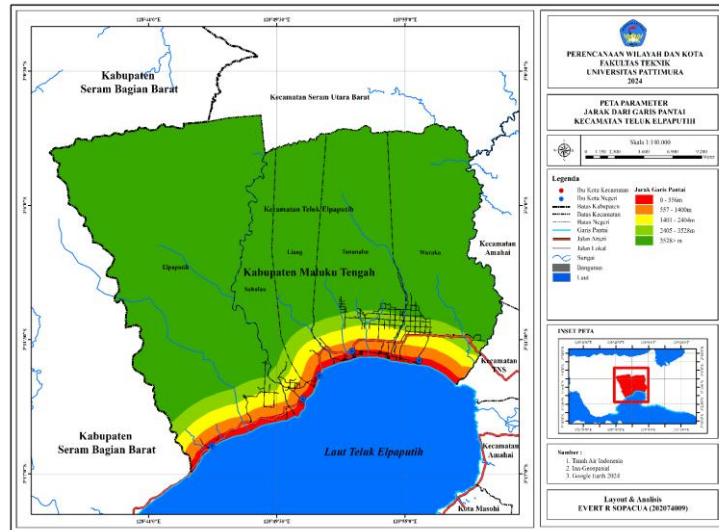 Kabupaten
Seram Bagian Barat
Kecamatan Seram Utara Barat
Kecamatan Teluk Elpaputih
Liang
Tananahu
Waraka
Elpaputih
Kabupaten Maluku Tengah
Sahulau
Kecamatan
Amahai
Kecamatan
TNS
Kabupaten
Seram Bagian Barat
Laut Teluk Elpaputih
Kecamatan
Amahai
Kota Masohi
PERENCANAAN WILAYAH DAN KOTA
FAKULTAS TEKNIK
UNIVERSITAS PATTIMURA
2024
PETA PARAMETER
JARAK DARI GARIS PANTAI
KECAMATAN TELUK ELPAPUTIH
Legenda
Ibu Kota Kecamatan
Ibu Kota Negeri
Batas Kabupaten
Batas Kecamatan
Batas Negeri
Garis Pantai
Jalan Arteri
Jalan Lokal
Sungai
Bangunan
Laut
Jarak Garis Pantai
0 - 556m
557 - 1400m
1401 - 2404m
2405 - 3528m
3528> m
INSET PETA
Sumber :
1. Tanah Air Indonesia
2. Ina-Geospasial
3. Google Earth 2024
Layout & Analisis
EVERT R SOPACUA (202074009)